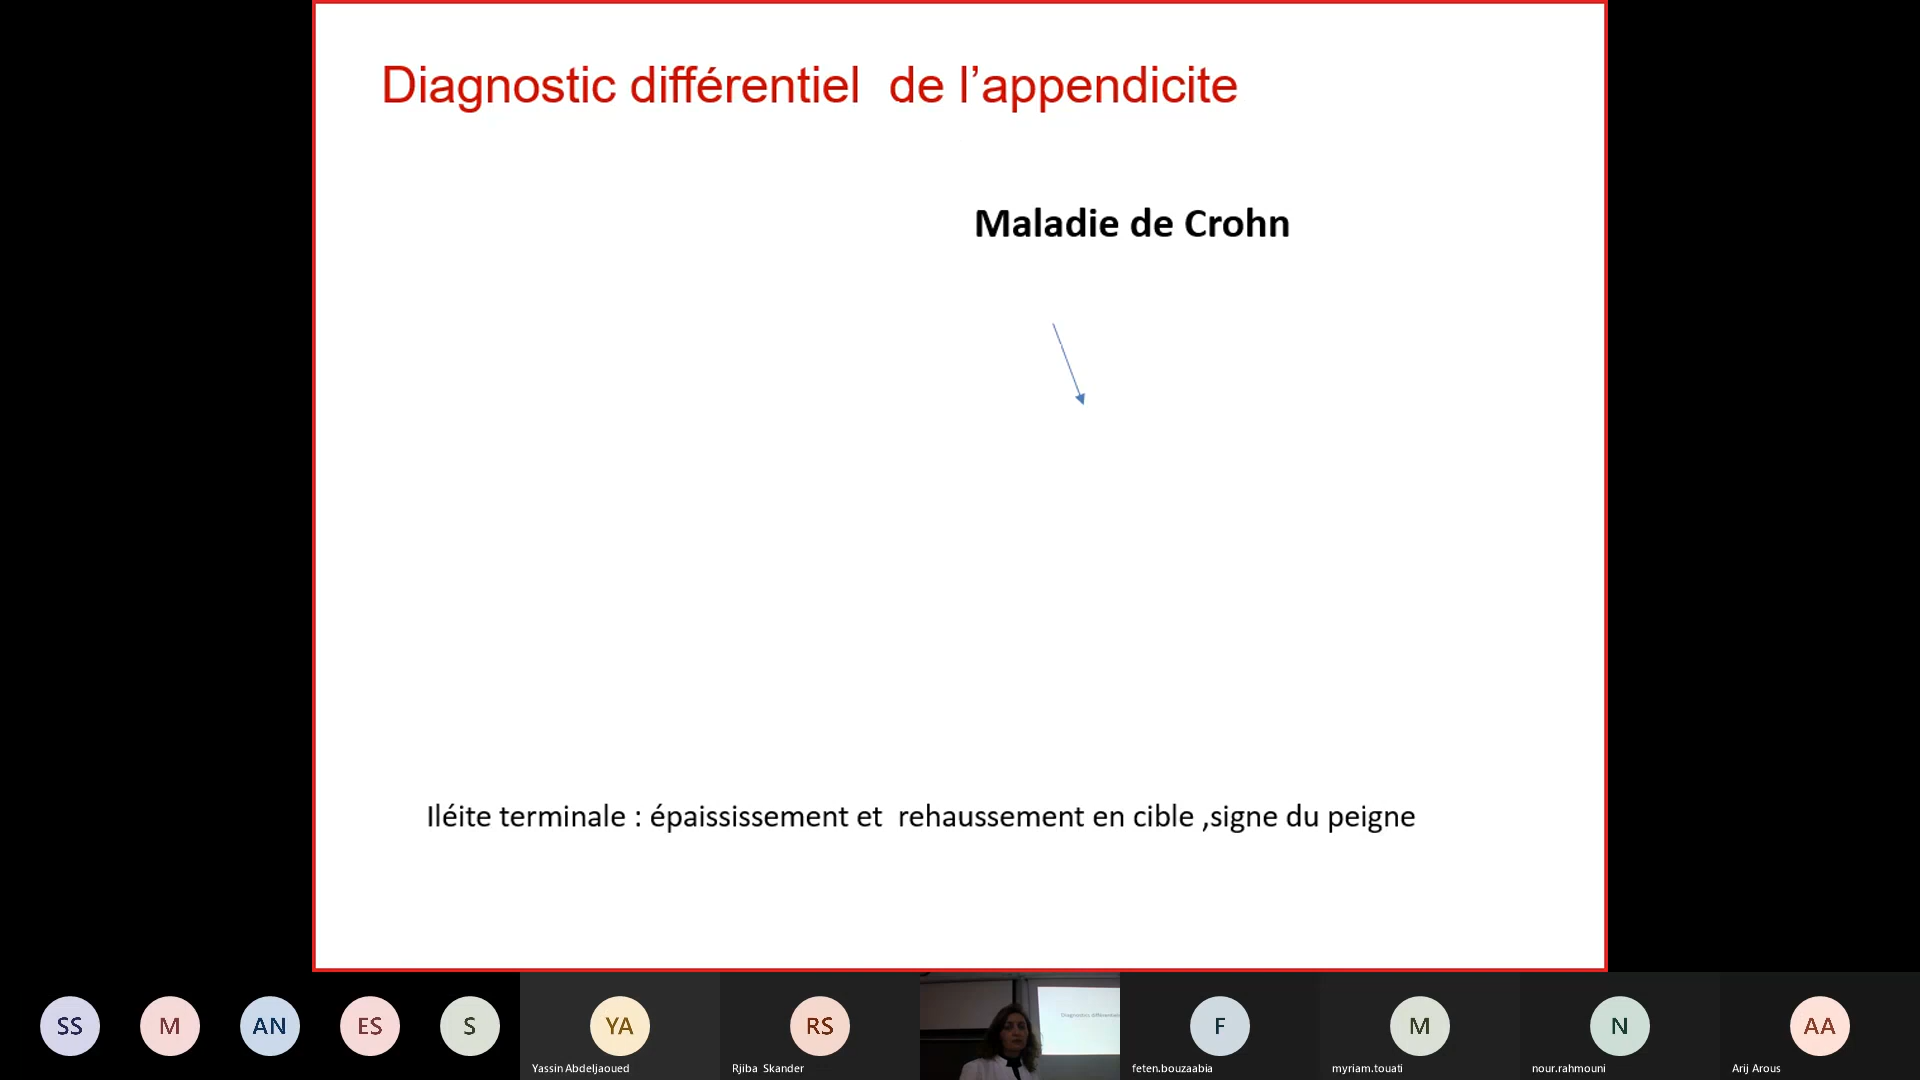 Diagnostic différentiel  de l’appendicite
Maladie de Crohn
Iléite terminale : épaississement et  rehaussement en cible ,signe du peigne
SS
M
AN
ES
S
YA
RS
F
M
N
AA
Yassin Abdeljaoued
Rjiba  Skander
feten.bouzaabia
myriam.touati
nour.rahmouni
Arij Arous